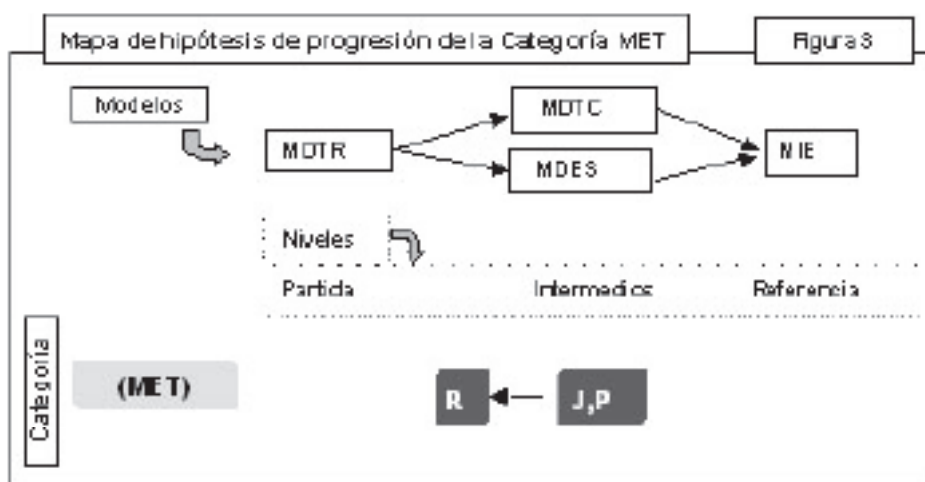 Mapa de hipótesis de progresión de la Categoría MET
Figura 3
Modelos
MDTR
MDTC
MDES
MIE
Niveles
Partida Intermedios Referencia
Categoría
(MET)
R
J,P